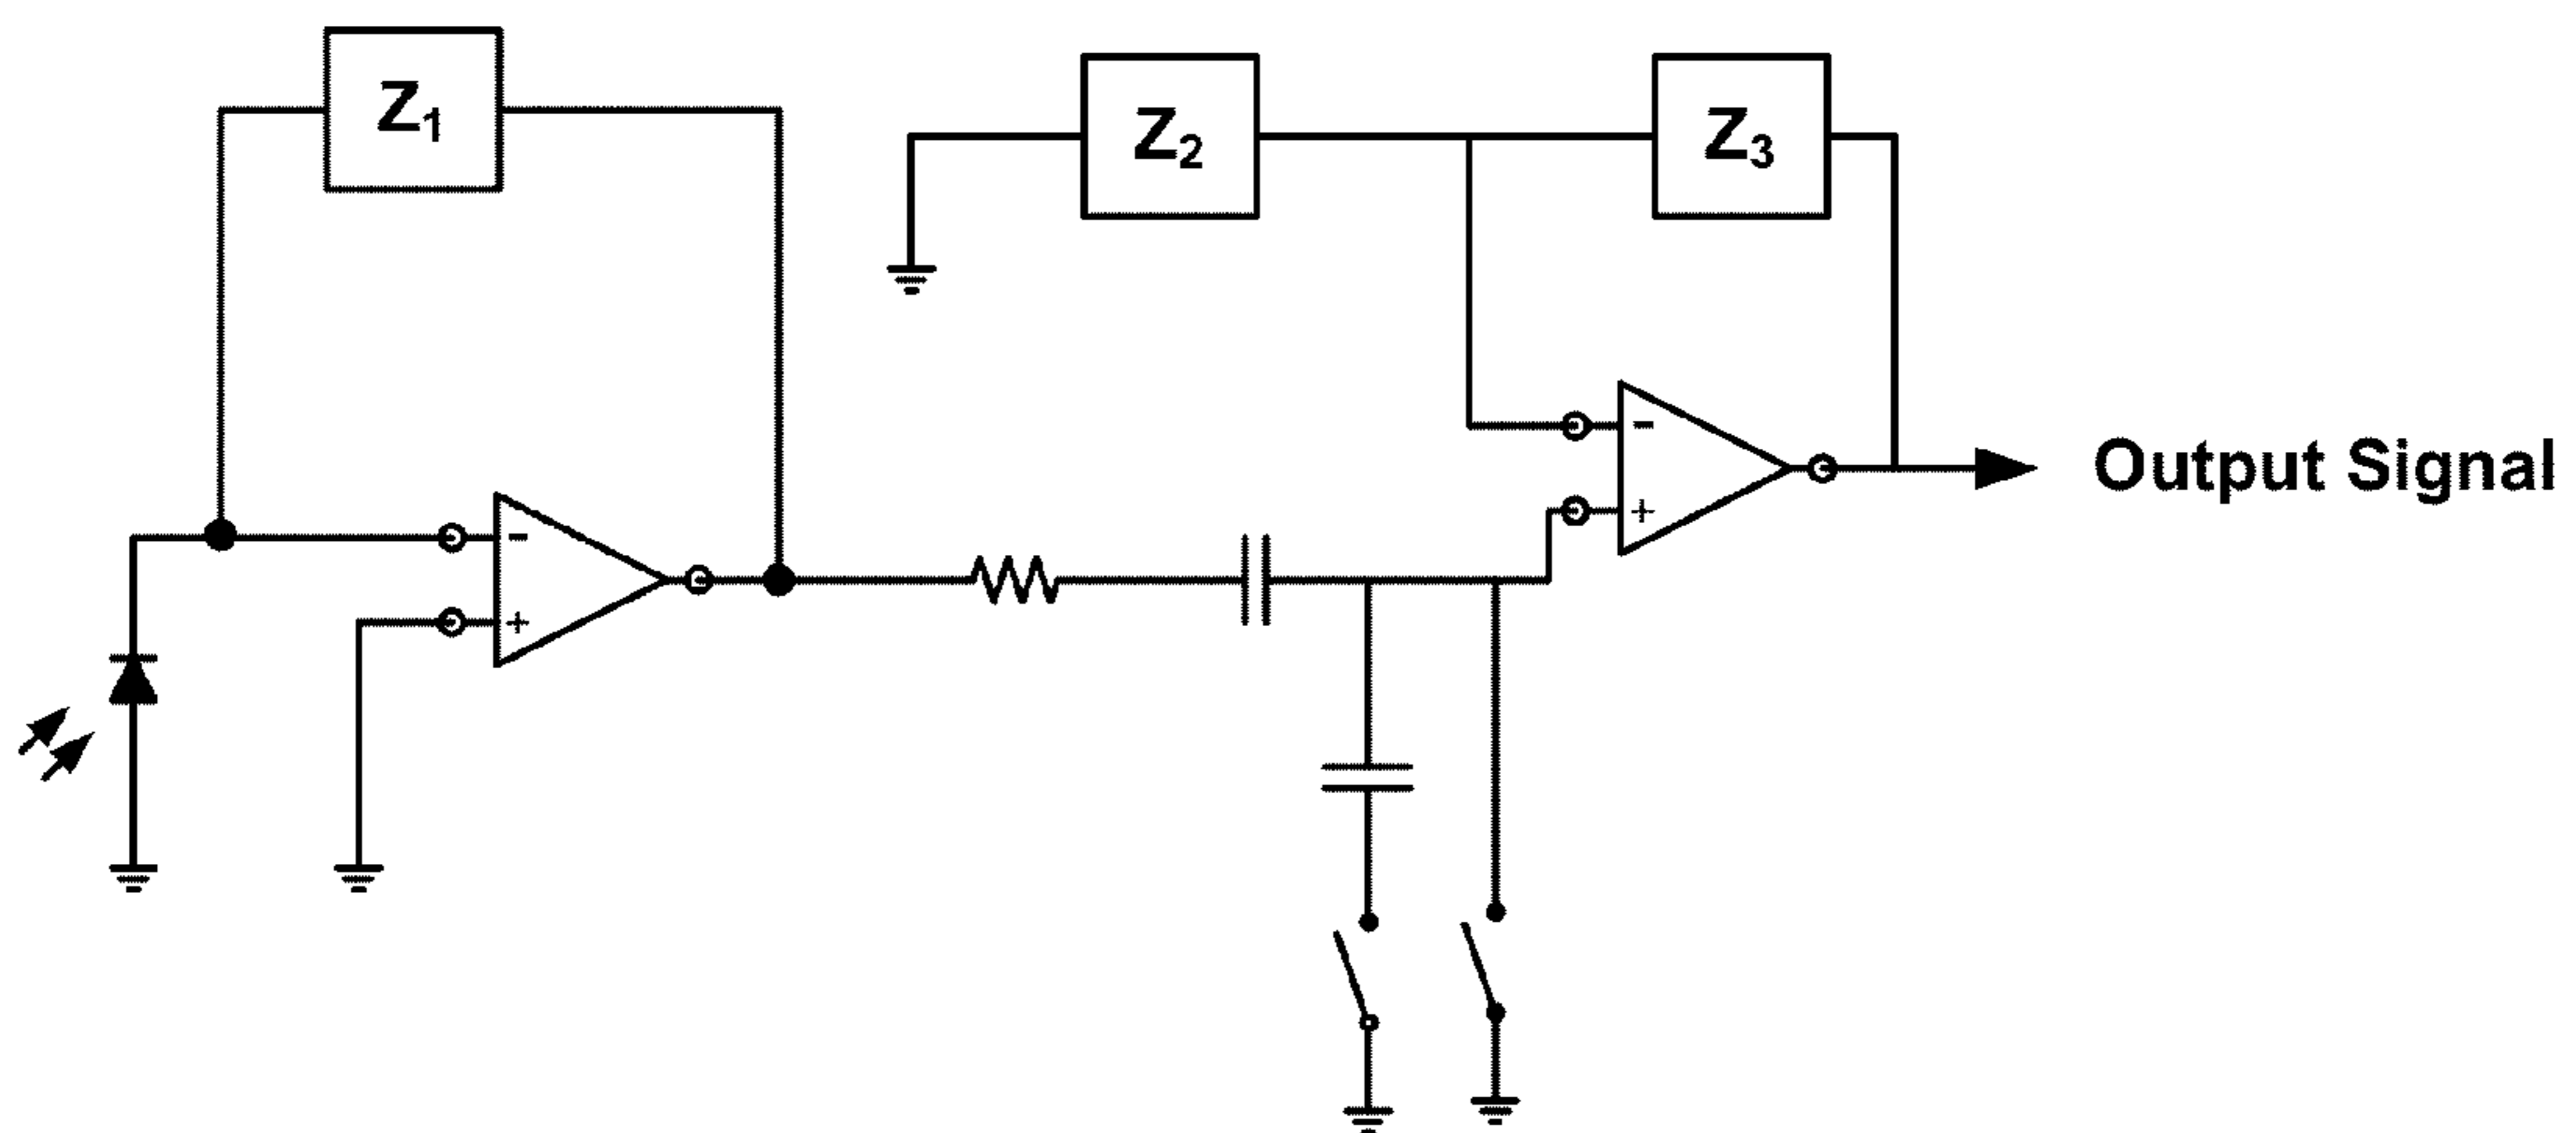 Z1
Z2
Z3
-
+
-
+
Output Signal